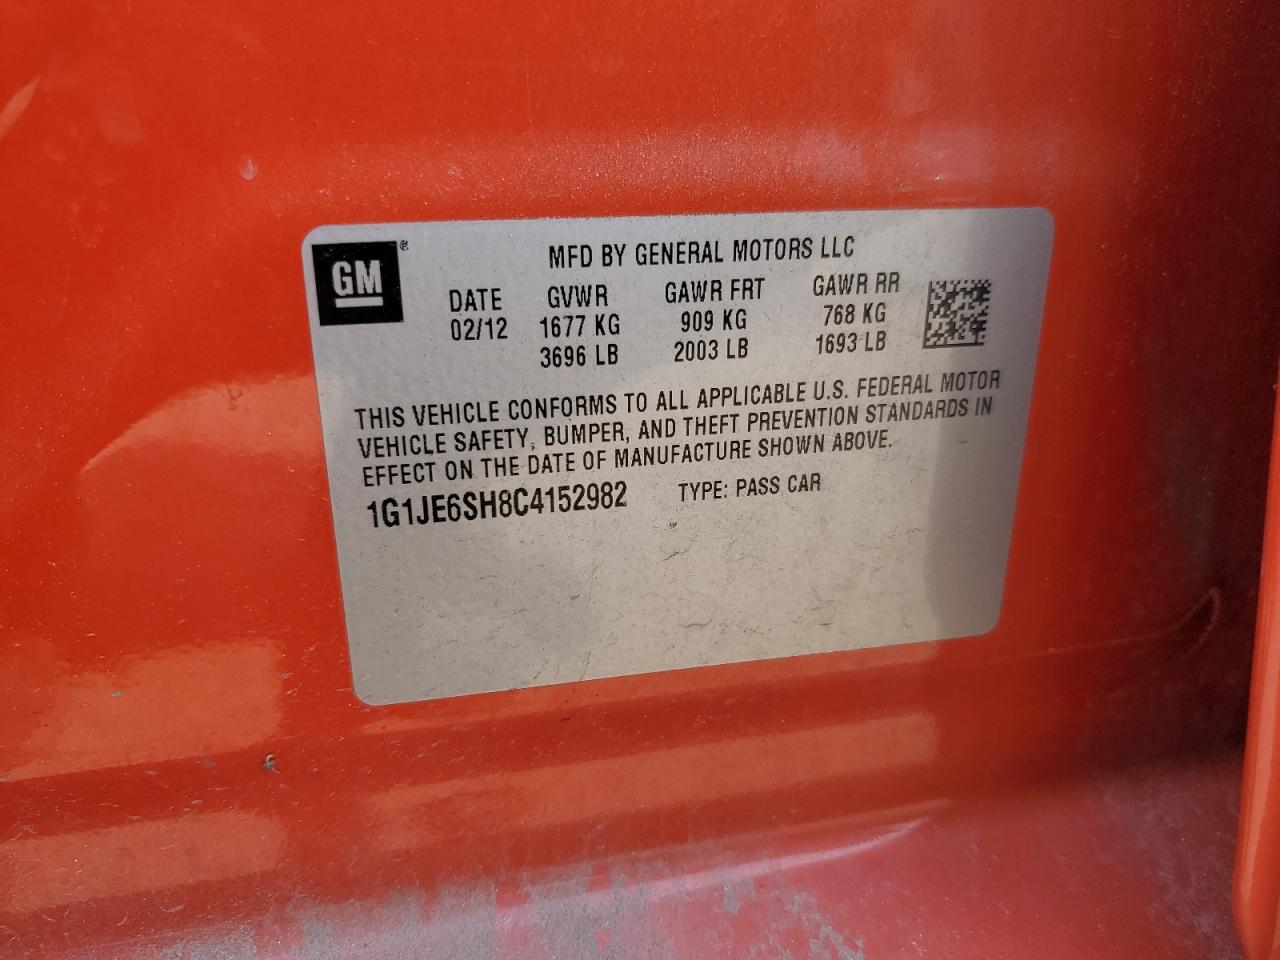 GM®
MFD BY GENERAL MOTORS LLC
DATE GVWR GAWR FRT GAWR RR
02/12 1677 KG 909 KG 768 KG
3696 LB 2003 LB 1693 LB
THIS VEHICLE CONFORMS TO ALL APPLICABLE U.S. FEDERAL MOTOR
VEHICLE SAFETY, BUMPER, AND THEFT PREVENTION STANDARDS IN
EFFECT ON THE DATE OF MANUFACTURE SHOWN ABOVE.
1G1JE6SH8C4152982 TYPE: PASS CAR